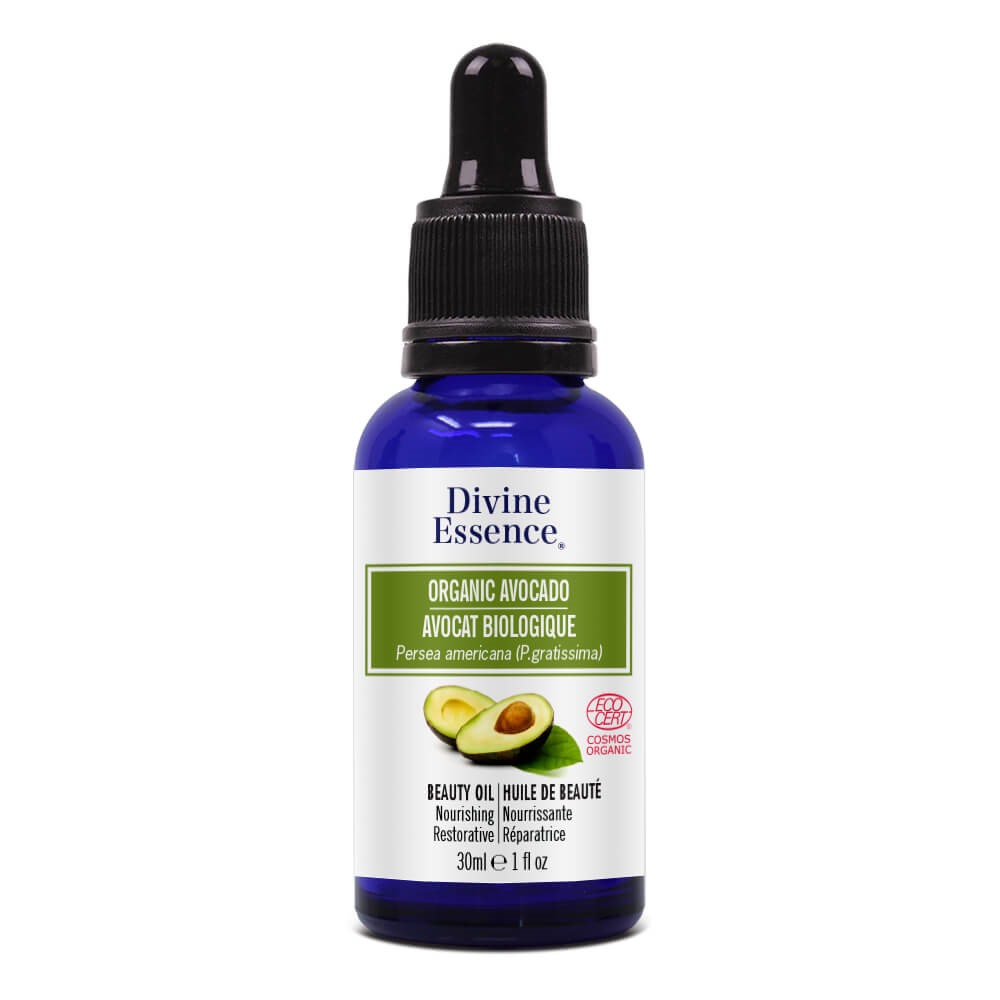 Divine
Essence®
ORGANIC AVOCADO
AVOCAT BIOLOGIQUE
Persea americana (P.gratissima)
ECO
CERT®
COSMOS
ORGANIC
BEAUTY OIL | HUILE DE BEAUTÉ
Nourishing | Nourrissante
Restorative | Réparatrice
30ml ℮ 1 fl oz